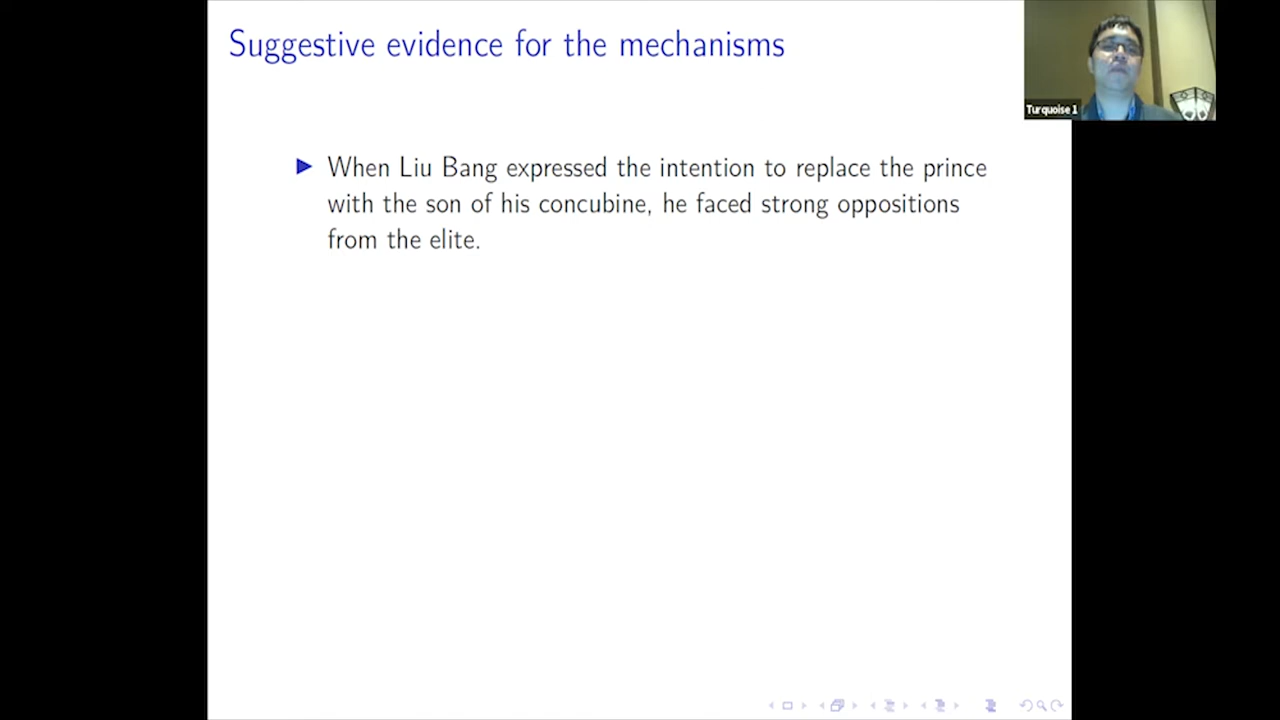 Suggestive evidence for the mechanisms
Turquoise 1
When Liu Bang expressed the intention to replace the prince
with the son of his concubine, he faced strong oppositions
from the elite.